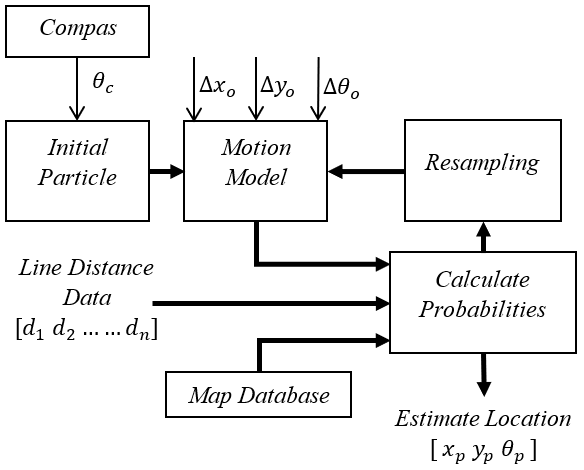 Compas
θc
Δxo
Δyo
Δθo
Initial
Particle
Motion
Model
Resampling
Line Distance
Data
[d1 d2 … … dn]
Calculate
Probabilities
Map Database
Estimate Location
[ xp yp θp ]